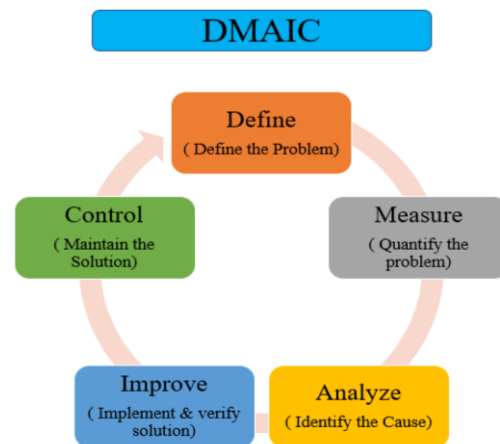 DMAIC
Define
( Define the Problem)
Measure
( Quantify the
problem)
Analyze
( Identify the Cause)
Improve
( Implement & verify
solution)
Control
( Maintain the
Solution)